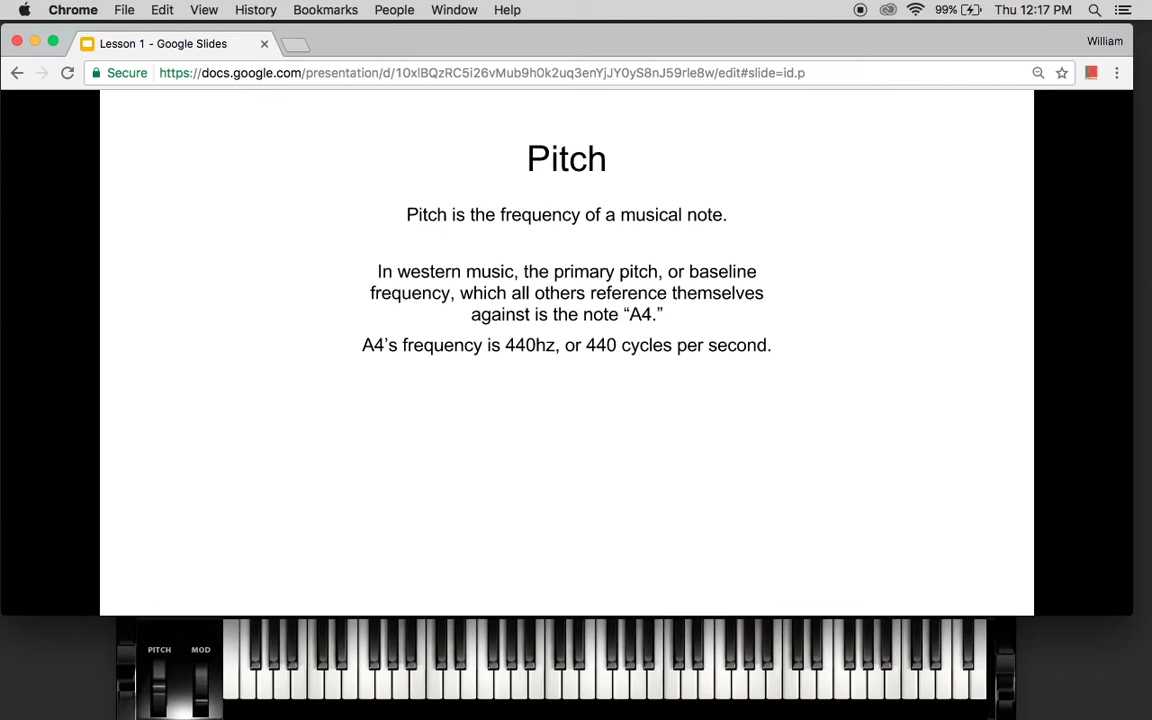 Chrome File Edit View History Bookmarks People Window Help 99% Thu 12:17 PM
Lesson 1 - Google Slides William
Secure https://docs.google.com/presentation/d/10xlBQzRC5i26vMub9h0k2uq3enYjJY0yS8nJ59rle8w/edit#slide=id.p
Pitch
Pitch is the frequency of a musical note.
In western music, the primary pitch, or baseline
frequency, which all others reference themselves
against is the note “A4.”
A4’s frequency is 440hz, or 440 cycles per second.
PITCH MOD